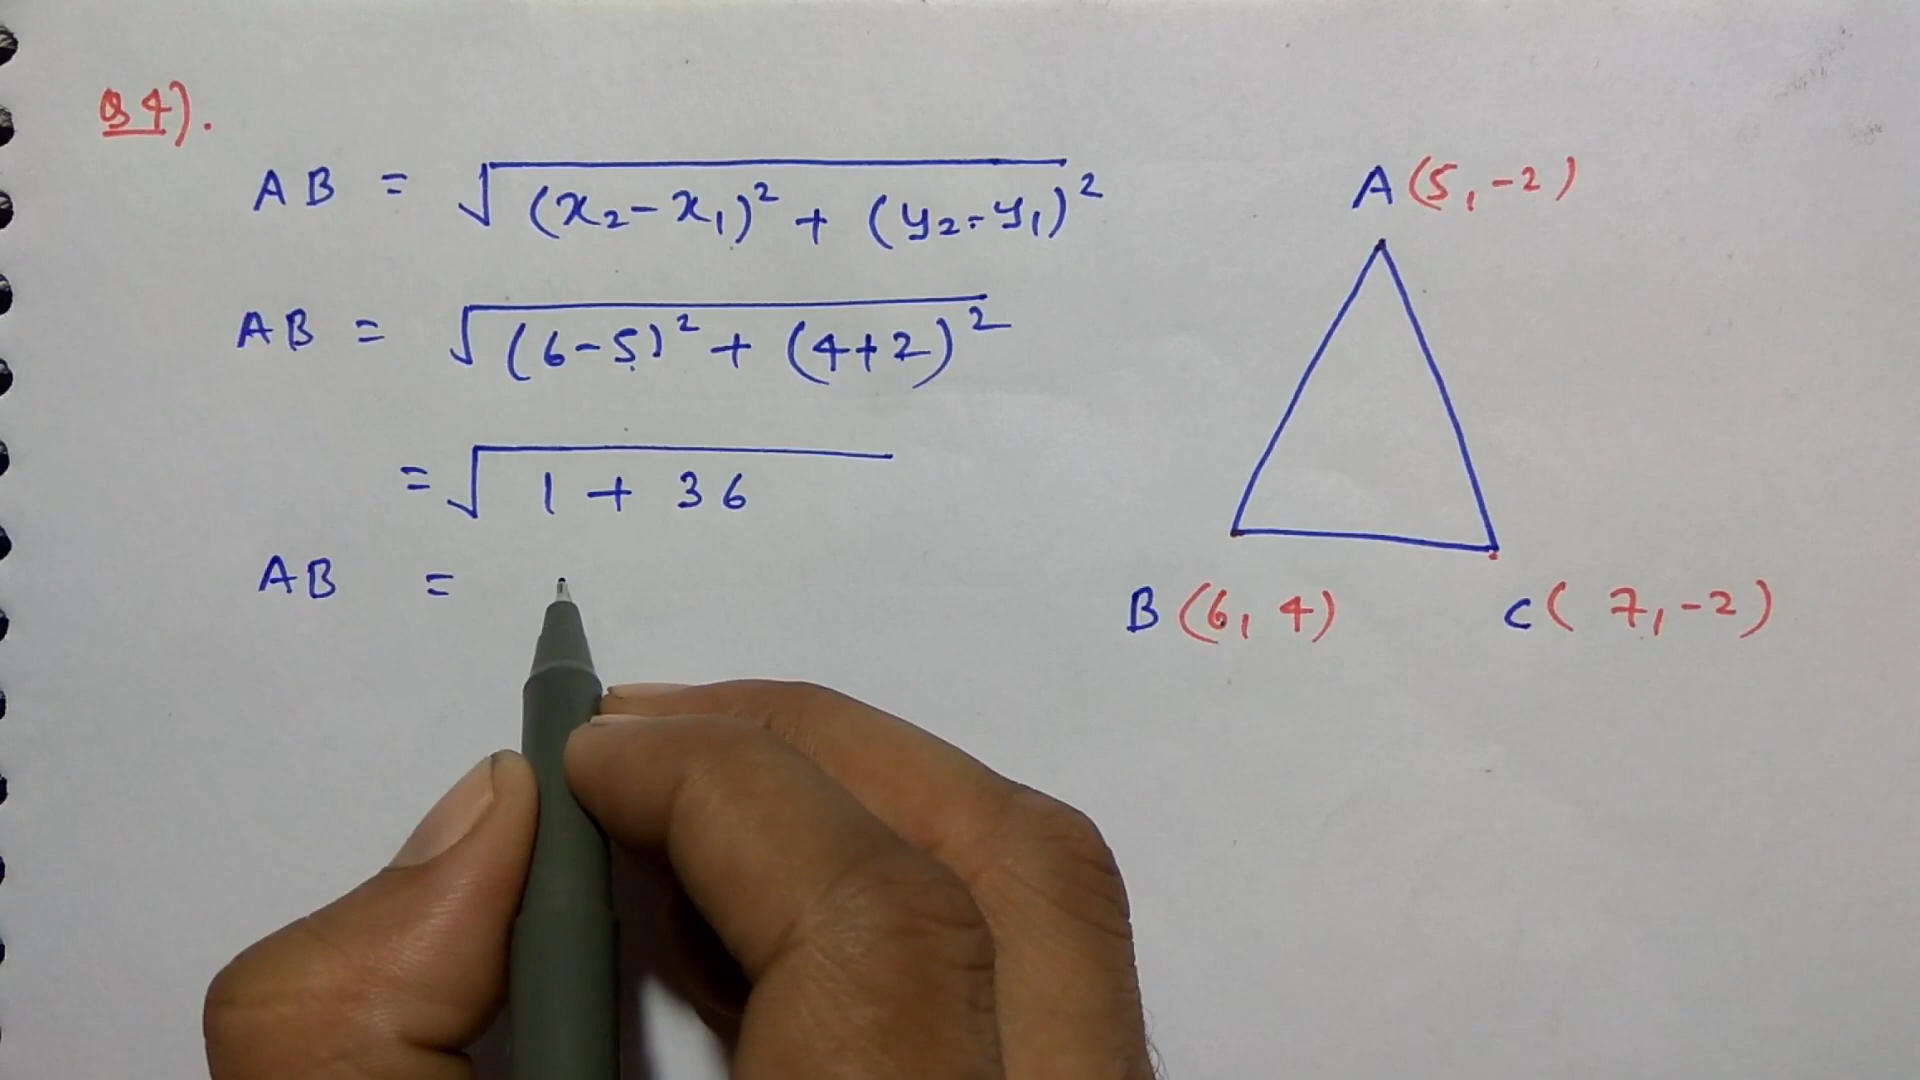 Q4).
AB = √(x₂-x₁)² + (y₂-y₁)²
AB = √(6-5)² + (4+2)²
= √1 + 36
AB =
A(5,-2)
B(6, 4)
C(7,-2)